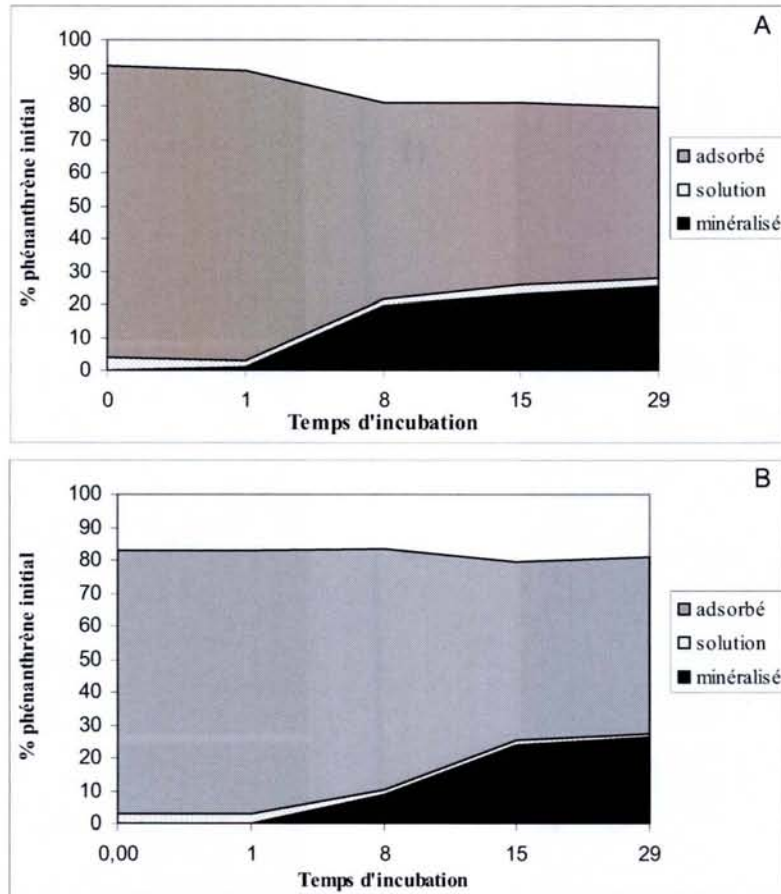 A
100
90
80
70
60
50
40
30
20
10
0
% phénanthrène initial
0 1 8 15 29
Temps d'incubation
adsorbé
solution
minéralisé
B
100
90
80
70
60
50
40
30
20
10
0
% phénanthrène initial
0,00 1 8 15 29
Temps d'incubation
adsorbé
solution
minéralisé